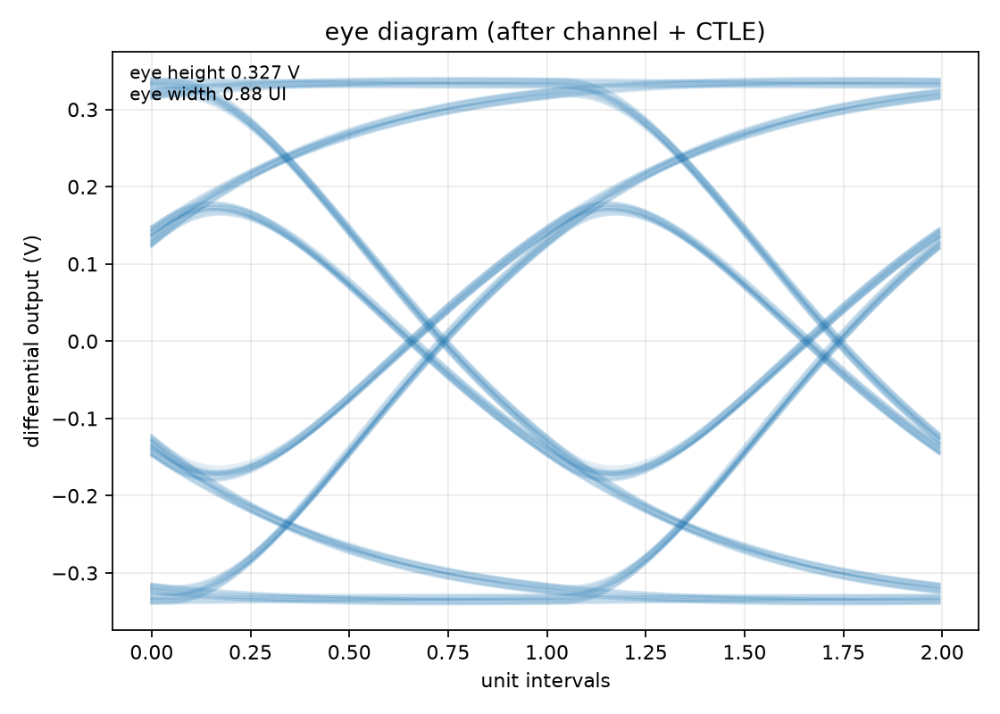 eye diagram (after channel + CTLE)
eye height 0.327 V
eye width 0.88 UI
differential output (V)
0.3
0.2
0.1
0.0
−0.1
−0.2
−0.3
0.00 0.25 0.50 0.75 1.00 1.25 1.50 1.75 2.00
unit intervals